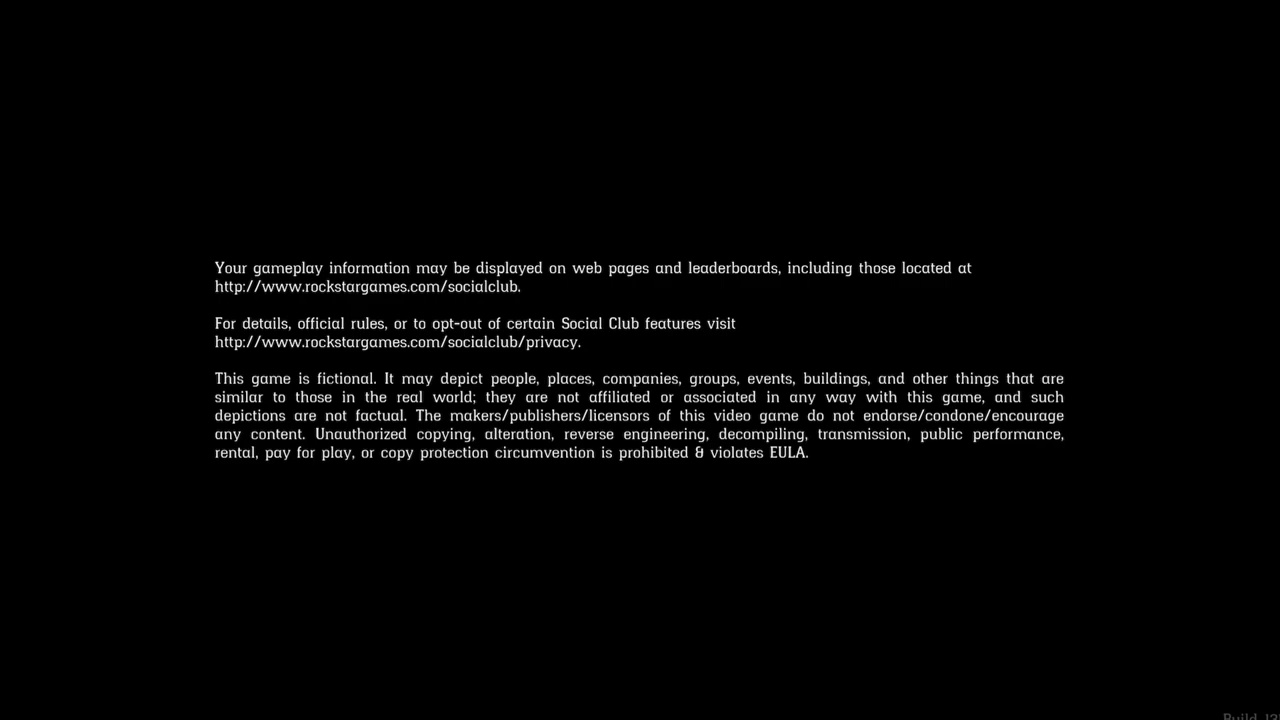 Your gameplay information may be displayed on web pages and leaderboards, including those located at
http://www.rockstargames.com/socialclub.
For details, official rules, or to opt-out of certain Social Club features visit
http://www.rockstargames.com/socialclub/privacy.
This game is fictional. It may depict people, places, companies, groups, events, buildings, and other things that are
similar to those in the real world; they are not affiliated or associated in any way with this game, and such
depictions are not factual. The makers/publishers/licensors of this video game do not endorse/condone/encourage
any content. Unauthorized copying, alteration, reverse engineering, decompiling, transmission, public performance,
rental, pay for play, or copy protection circumvention is prohibited & violates EULA.
Build